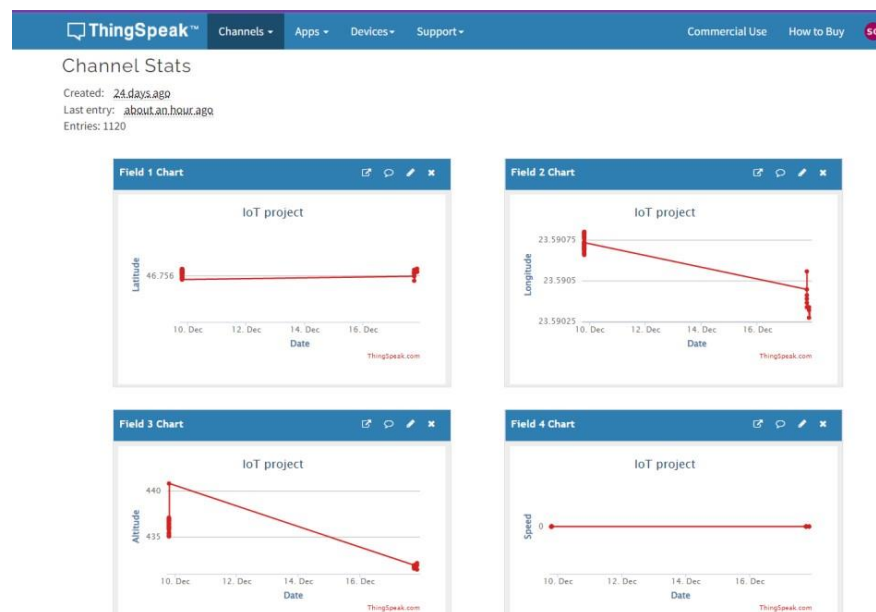 ThingSpeak™ Channels Apps Devices Support Commercial Use How to Buy
Channel Stats
Created: 24 days ago
Last entry: about an hour ago
Entries: 1120
Field 1 Chart
IoT project
Latitude
46.756
10. Dec 12. Dec 14. Dec 16. Dec
Date
ThingSpeak.com
Field 2 Chart
IoT project
Longitude
23.59075
23.5905
23.59025
10. Dec 12. Dec 14. Dec 16. Dec
Date
ThingSpeak.com
Field 3 Chart
IoT project
Altitude
440
435
10. Dec 12. Dec 14. Dec 16. Dec
Date
ThingSpeak.com
Field 4 Chart
IoT project
Speed
0
10. Dec 12. Dec 14. Dec 16. Dec
Date
ThingSpeak.com